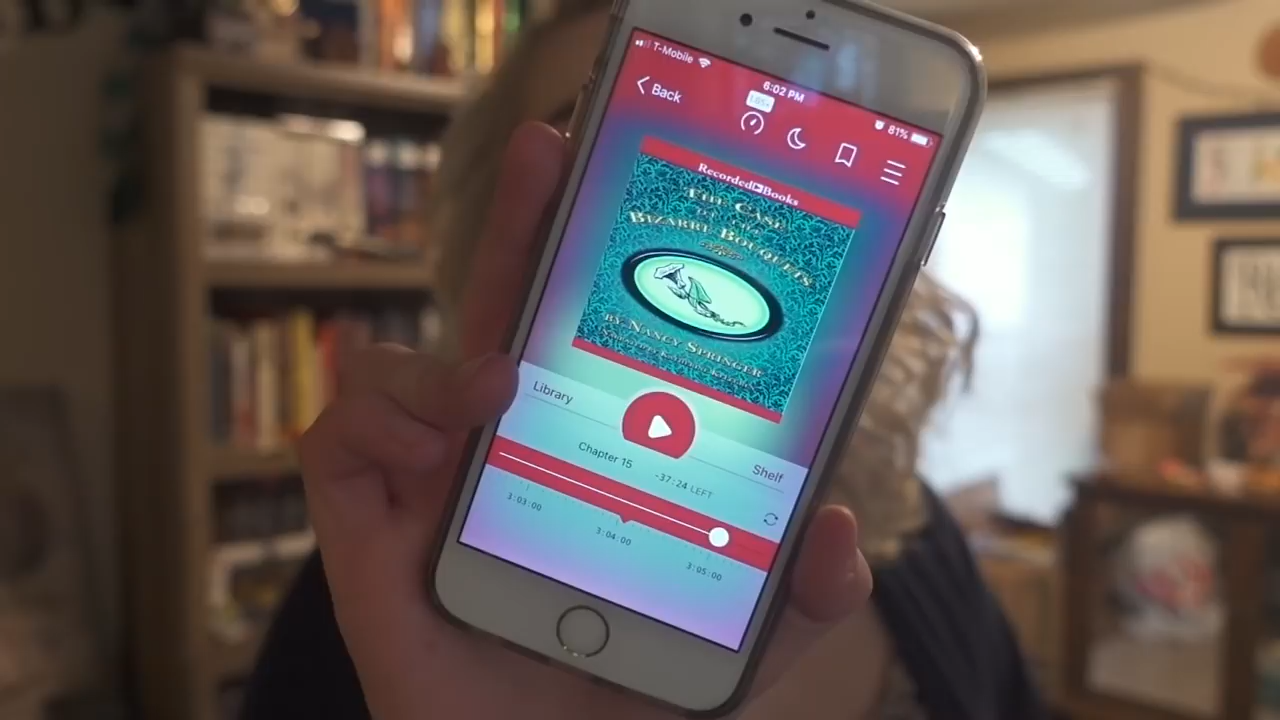 T-Mobile
6:02 PM
81%
Back
Recorded Books
THE CASE
OF THE
BIZARRE BOUQUETS
BY NANCY SPRINGER
Library
Shelf
Chapter 15
-37:24 LEFT
3:03:00
3:04:00
3:05:00